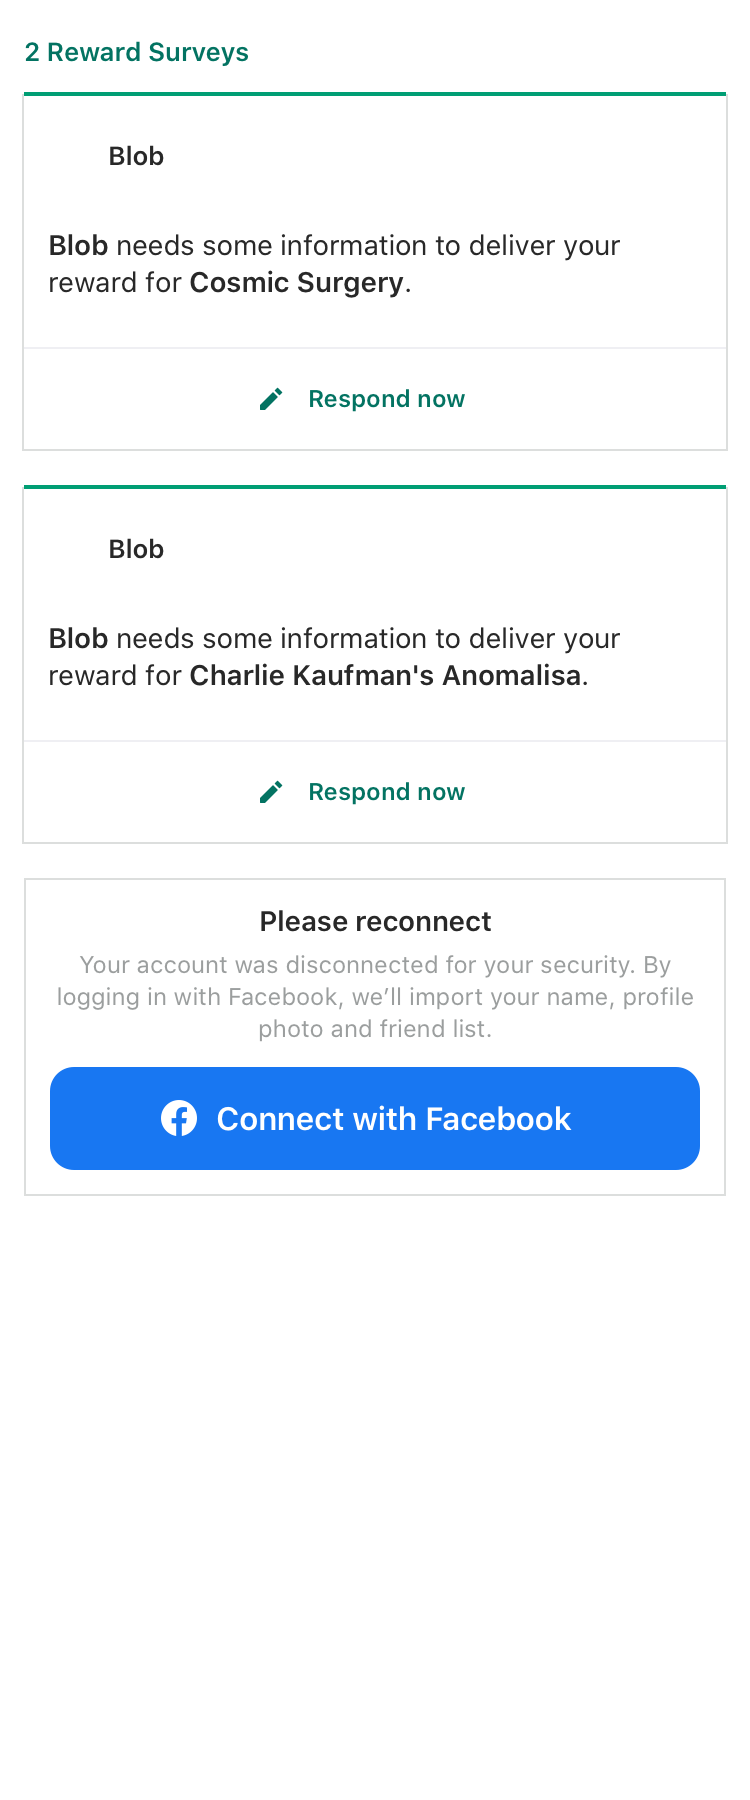 2 Reward Surveys
Blob
Blob needs some information to deliver your
reward for Cosmic Surgery.
Respond now
Blob
Blob needs some information to deliver your
reward for Charlie Kaufman's Anomalisa.
Respond now
Please reconnect
Your account was disconnected for your security. By
logging in with Facebook, we’ll import your name, profile
photo and friend list.
Connect with Facebook